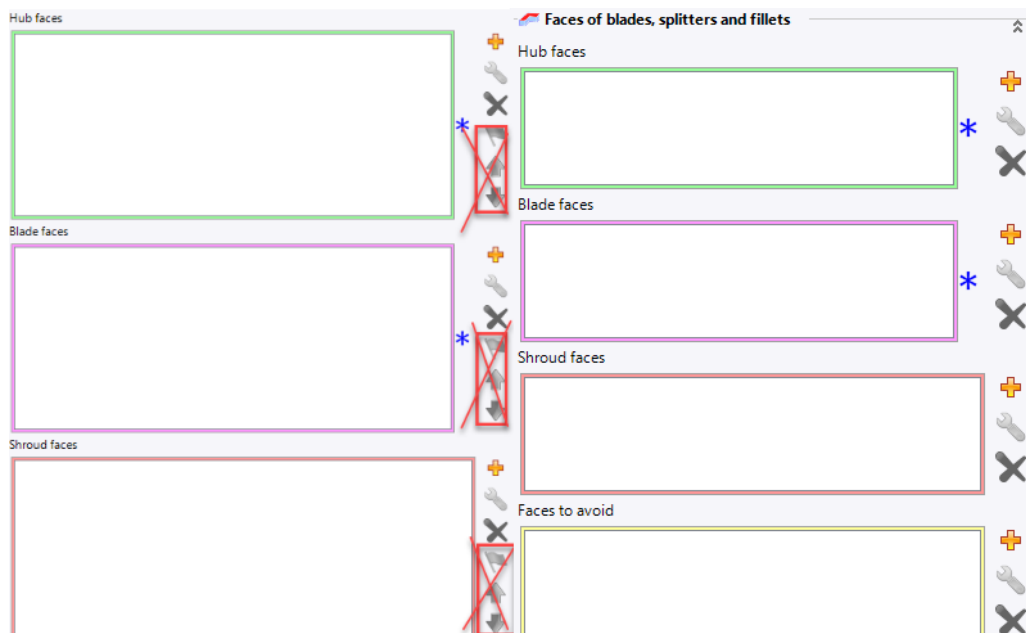 Hub faces
Blade faces
Shroud faces
Faces of blades, splitters and fillets
Hub faces
Blade faces
Shroud faces
Faces to avoid